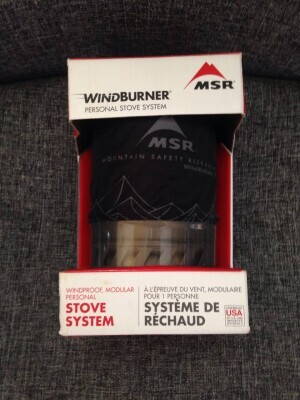 WINDBURNER®
PERSONAL STOVE SYSTEM
MSR®
MSR
MOUNTAIN SAFETY RESEARCH
WINDPROOF, MODULAR
PERSONAL
STOVE
SYSTEM
À L'ÉPREUVE DU VENT, MODULAIRE
POUR 1 PERSONNE
SYSTÈME DE
RÉCHAUD
USA